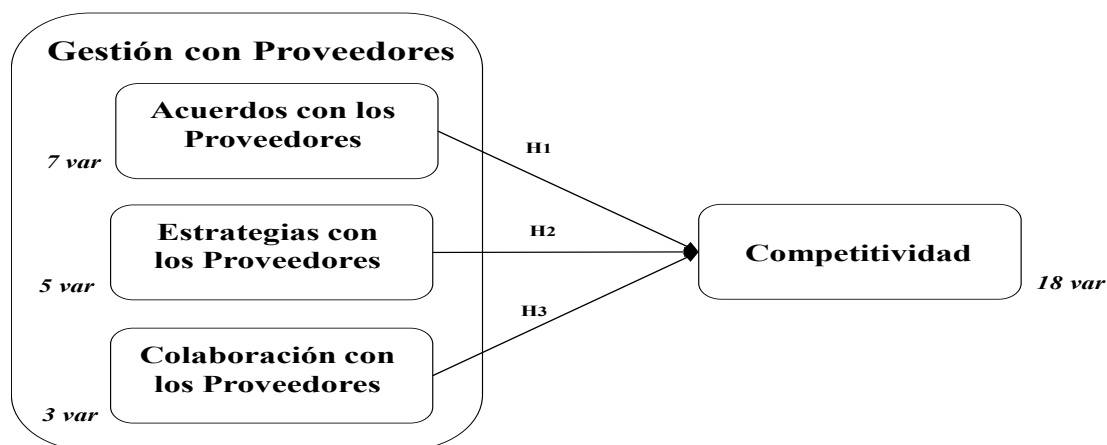 Gestión con Proveedores
Acuerdos con los
Proveedores
7 var
H1
Estrategias con
los Proveedores
5 var
H2
Colaboración con
los Proveedores
3 var
H3
Competitividad
18 var